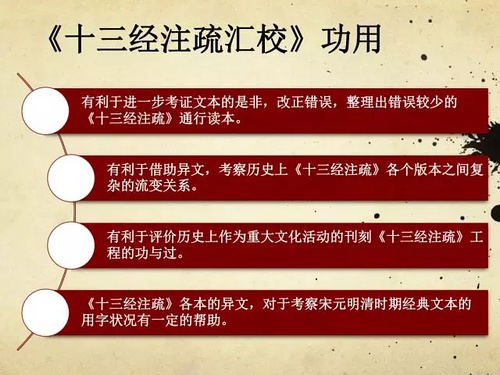 《十三经注疏汇校》功用
有利于进一步考证文本的是非，改正错误，整理出错误较少的
《十三经注疏》通行读本。
有利于借助异文，考察历史上《十三经注疏》各个版本之间复
杂的流变关系。
有利于评价历史上作为重大文化活动的刊刻《十三经注疏》工
程的功与过。
《十三经注疏》各本的异文，对于考察宋元明清时期经典文本的
用字状况有一定的帮助。